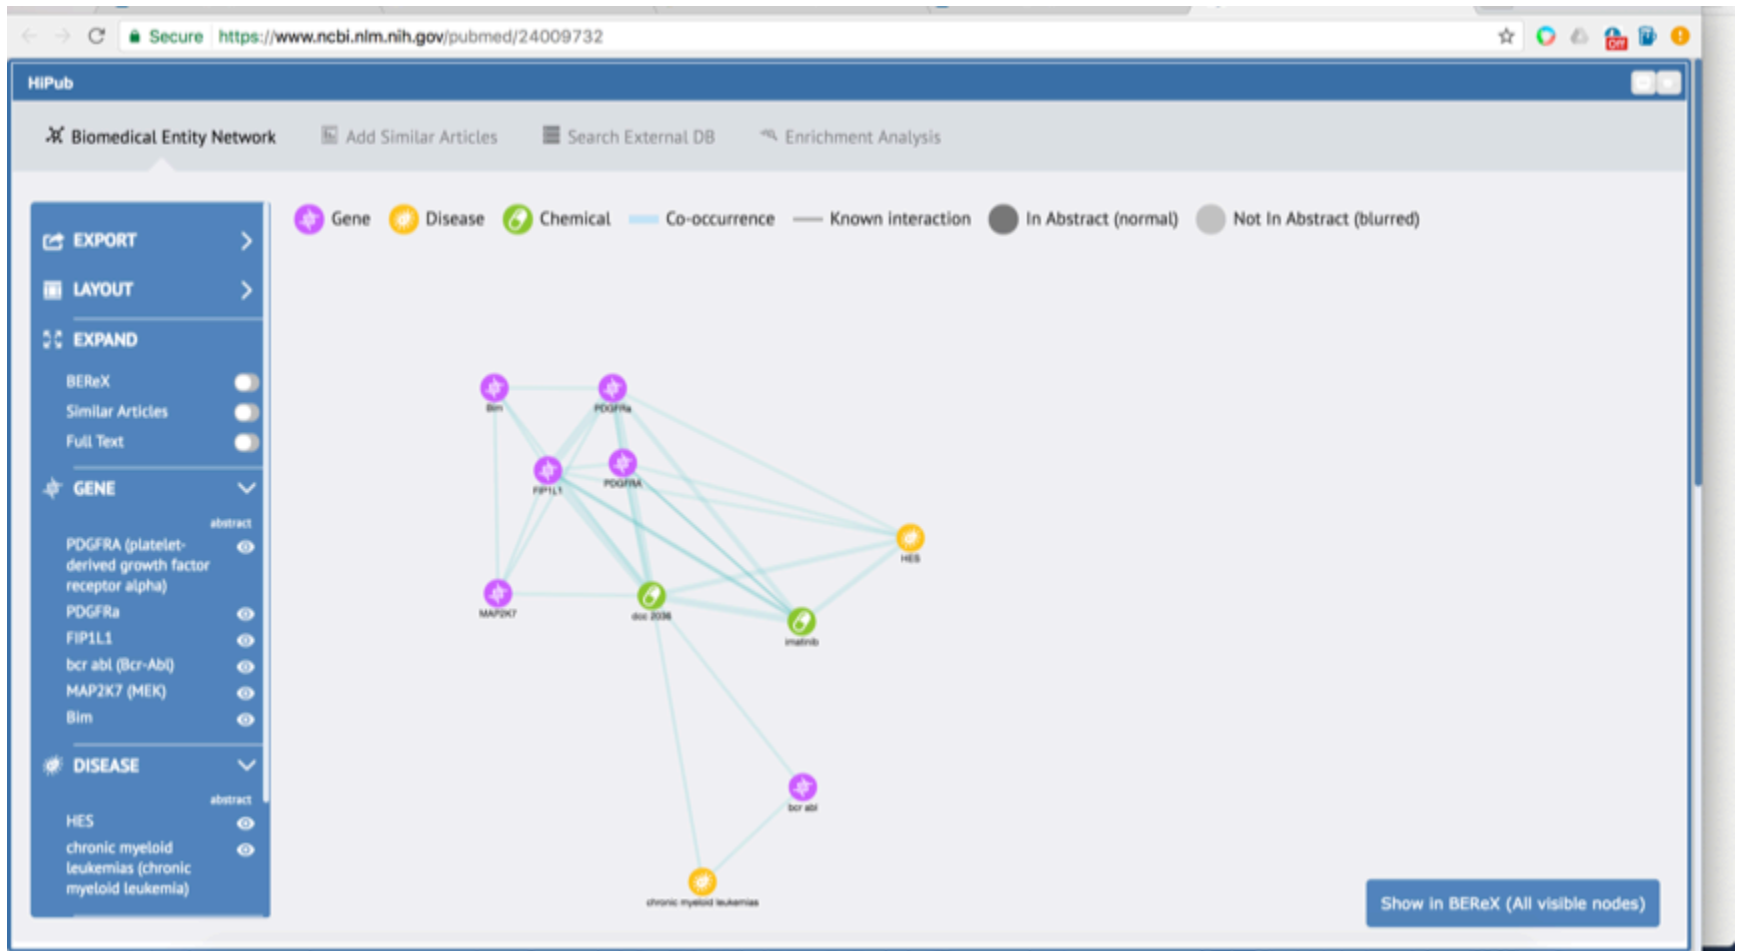 Secure https://www.ncbi.nlm.nih.gov/pubmed/24009732
Off
HiPub
Biomedical Entity Network Add Similar Articles Search External DB Enrichment Analysis
Gene Disease Chemical Co-occurrence Known interaction In Abstract (normal) Not In Abstract (blurred)
EXPORT
LAYOUT
EXPAND
BEReX
Similar Articles
Full Text
GENE
abstract
PDGFRA (platelet-
derived growth factor
receptor alpha)
PDGFRa
FIP1L1
bcr abl (Bcr-Abl)
MAP2K7 (MEK)
Bim
DISEASE
abstract
HES
chronic myeloid
leukemias (chronic
myeloid leukemia)
Bim
PDGFRa
FIP1L1
PDGFRA
HES
MAP2K7
dcc 2036
imatinib
bcr abl
chronic myeloid leukemias
Show in BEReX (All visible nodes)